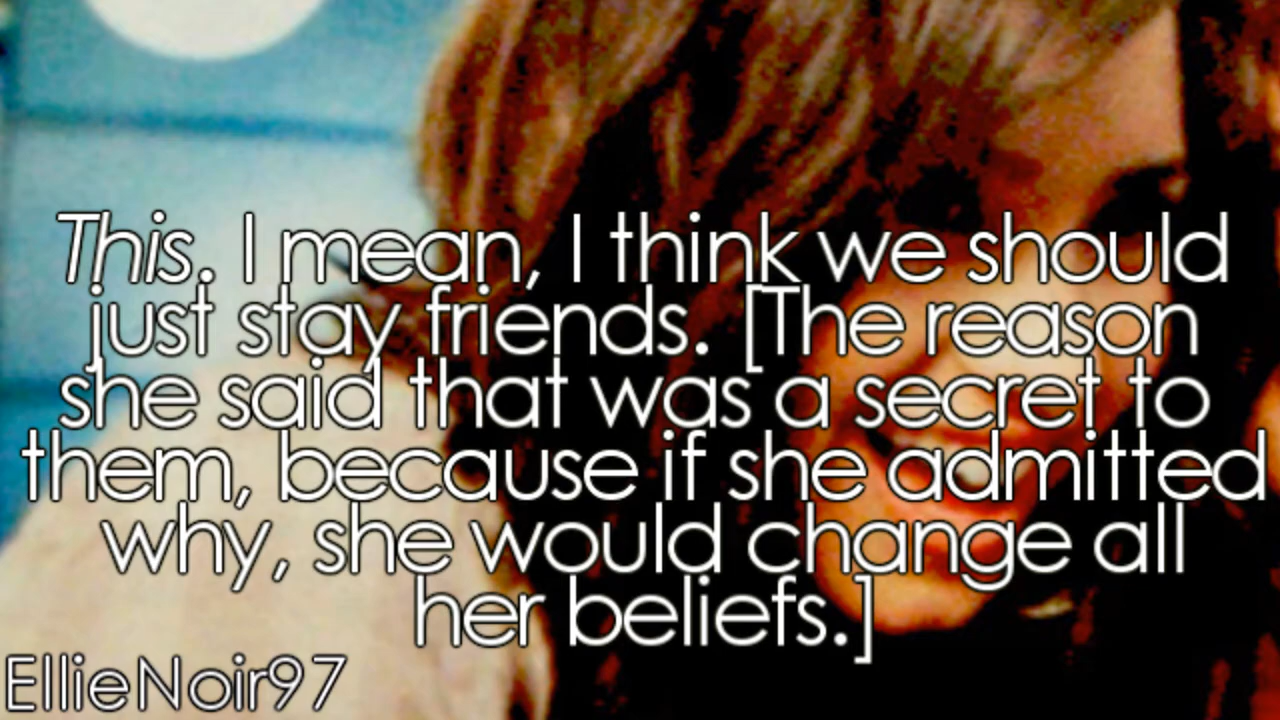 This. I mean, I think we should
just stay friends. [The reason
she said that was a secret to
them, because if she admitted
why, she would change all
her beliefs.]
EllieNoir97